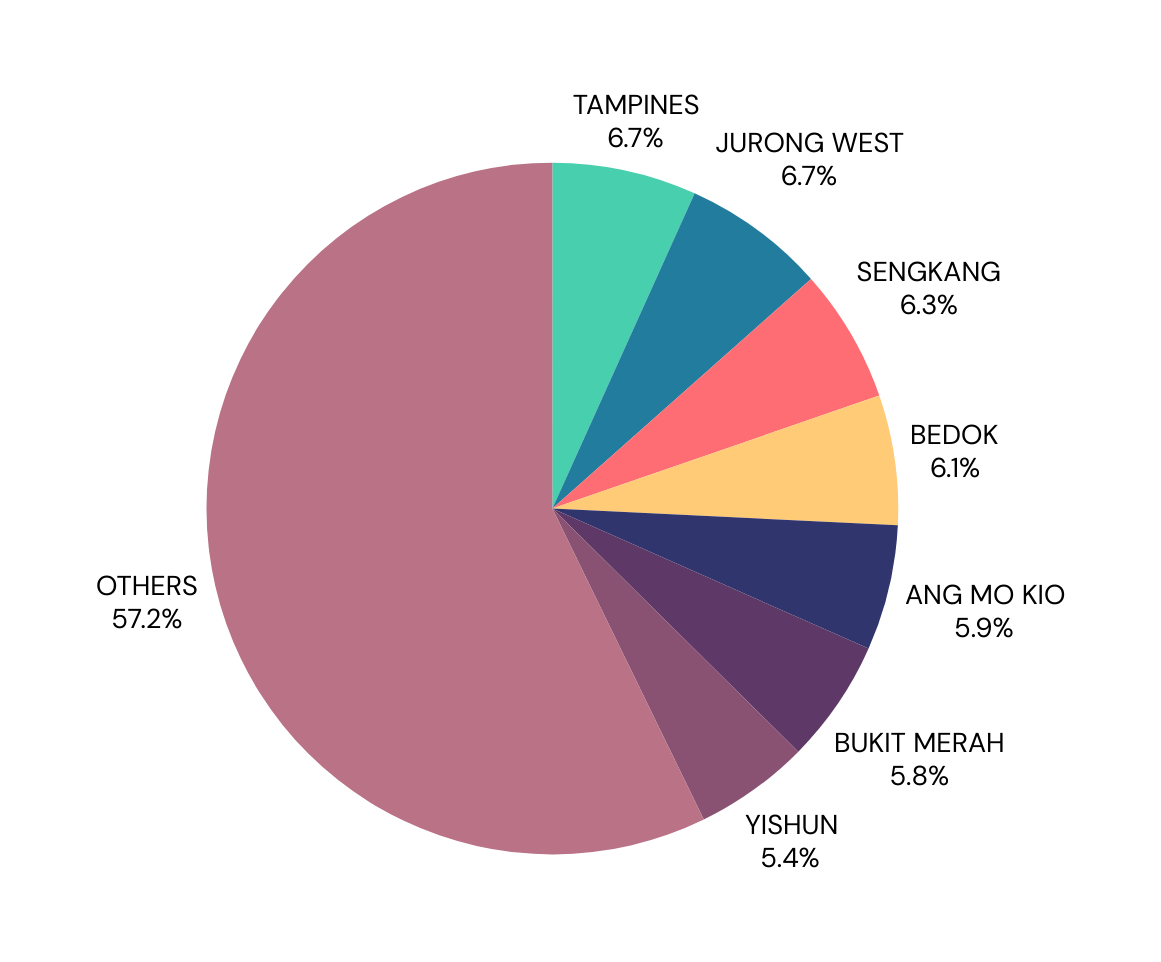 TAMPINES
6.7%
JURONG WEST
6.7%
SENGKANG
6.3%
BEDOK
6.1%
ANG MO KIO
5.9%
BUKIT MERAH
5.8%
YISHUN
5.4%
OTHERS
57.2%